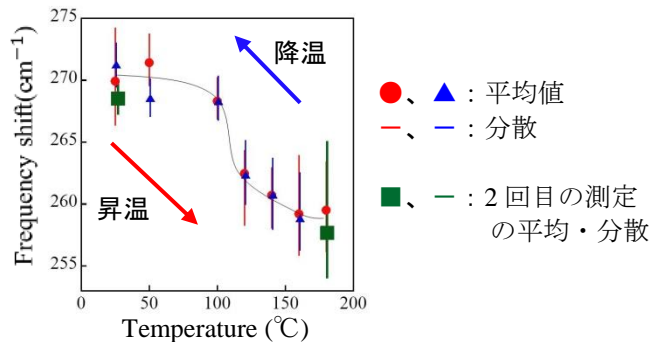 275
270
265
260
255
0
50
100
150
200
Frequency shift(cm⁻¹)
Temperature (℃)
降温
昇温
●、▲：平均値
－、－：分散
■、－：2 回目の測定
の平均・分散